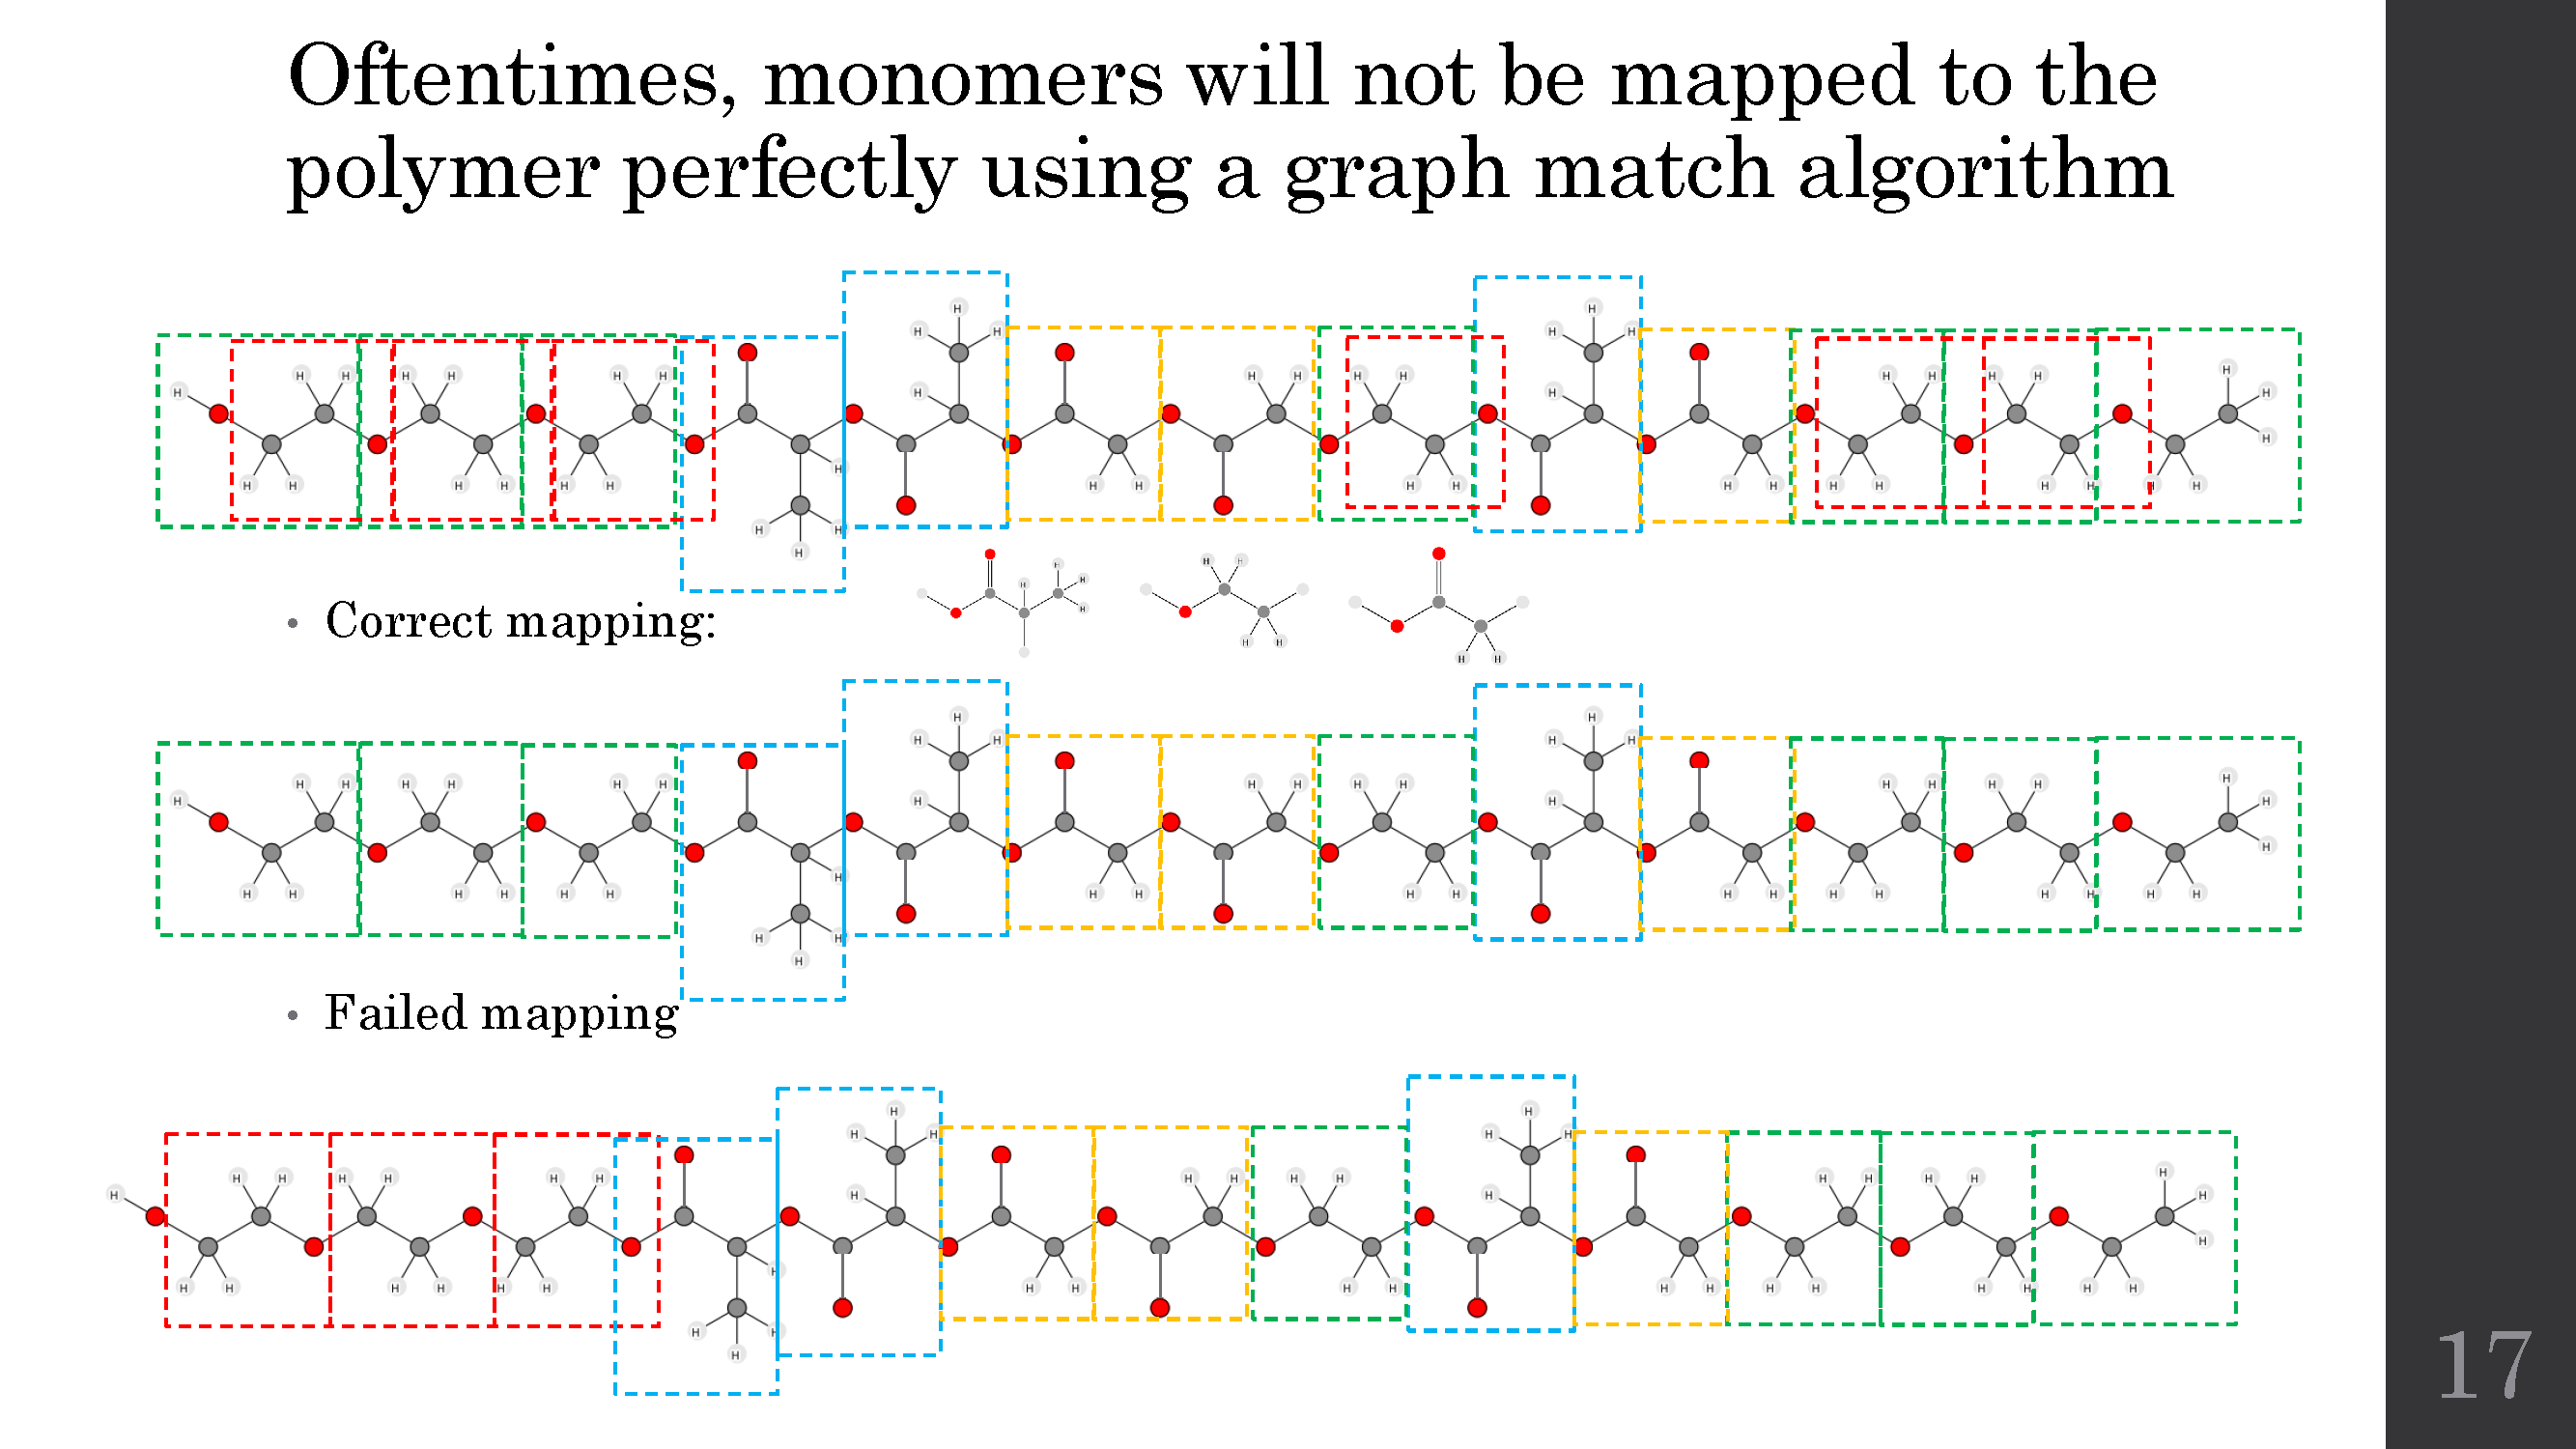 Oftentimes, monomers will not be mapped to the
polymer perfectly using a graph match algorithm
• Correct mapping:
• Failed mapping
17